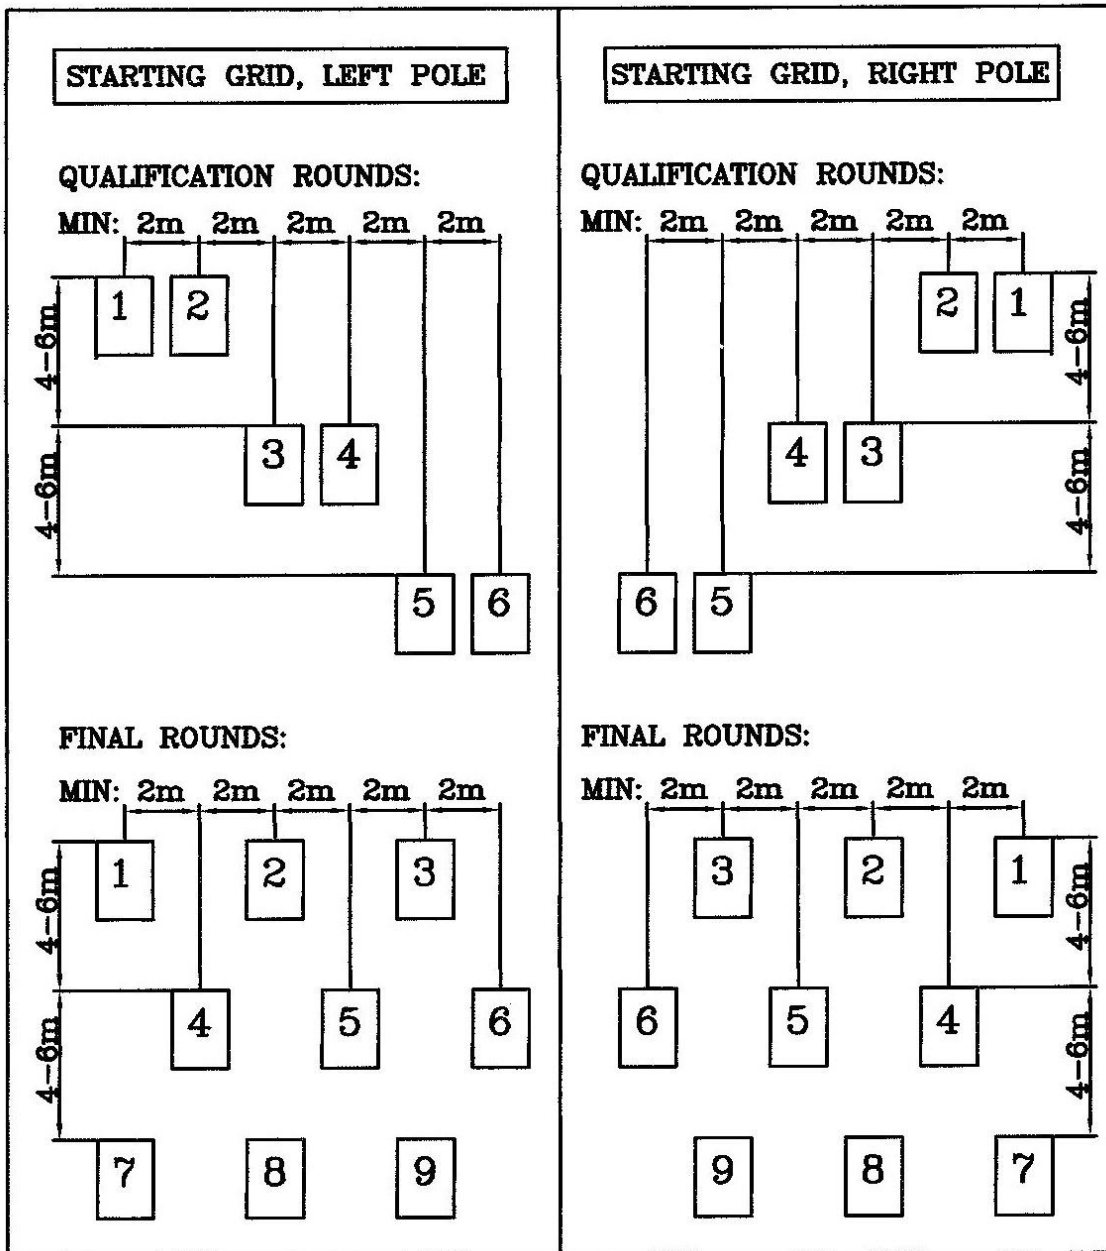 STARTING GRID, LEFT POLE
QUALIFICATION ROUNDS:
MIN: 2m 2m 2m 2m 2m
1 2
4-6m
3 4
4-6m
5 6
FINAL ROUNDS:
MIN: 2m 2m 2m 2m 2m
1 2 3
4-6m
4 5 6
4-6m
7 8 9
STARTING GRID, RIGHT POLE
QUALIFICATION ROUNDS:
MIN: 2m 2m 2m 2m 2m
2 1
4-6m
4 3
4-6m
6 5
FINAL ROUNDS:
MIN: 2m 2m 2m 2m 2m
3 2 1
4-6m
6 5 4
4-6m
9 8 7